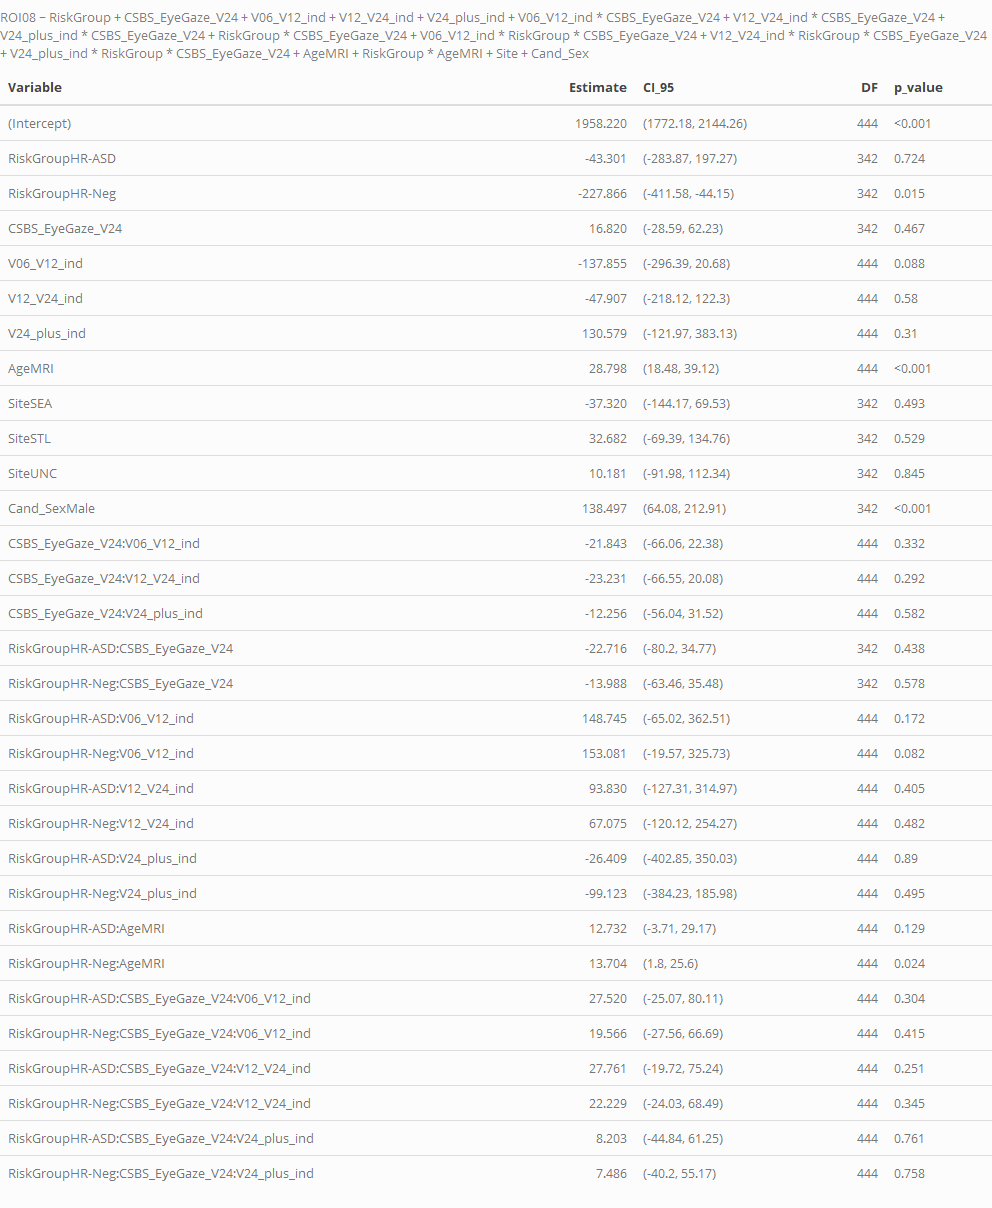 ROI08 ~ RiskGroup + CSBS_EyeGaze_V24 + V06_V12_ind + V12_V24_ind + V24_plus_ind + V06_V12_ind * CSBS_EyeGaze_V24 + V12_V24_ind * CSBS_EyeGaze_V24 +
V24_plus_ind * CSBS_EyeGaze_V24 + RiskGroup * CSBS_EyeGaze_V24 + V06_V12_ind * RiskGroup * CSBS_EyeGaze_V24 + V12_V24_ind * RiskGroup * CSBS_EyeGaze_V24
+ V24_plus_ind * RiskGroup * CSBS_EyeGaze_V24 + AgeMRI + RiskGroup * AgeMRI + Site + Cand_Sex
Variable Estimate CI_95 DF p_value
(Intercept) 1958.220 (1772.18, 2144.26) 444 <0.001
RiskGroupHR-ASD -43.301 (-283.87, 197.27) 342 0.724
RiskGroupHR-Neg -227.866 (-411.58, -44.15) 342 0.015
CSBS_EyeGaze_V24 16.820 (-28.59, 62.23) 342 0.467
V06_V12_ind -137.855 (-296.39, 20.68) 444 0.088
V12_V24_ind -47.907 (-218.12, 122.3) 444 0.58
V24_plus_ind 130.579 (-121.97, 383.13) 444 0.31
AgeMRI 28.798 (18.48, 39.12) 444 <0.001
SiteSEA -37.320 (-144.17, 69.53) 342 0.493
SiteSTL 32.682 (-69.39, 134.76) 342 0.529
SiteUNC 10.181 (-91.98, 112.34) 342 0.845
Cand_SexMale 138.497 (64.08, 212.91) 342 <0.001
CSBS_EyeGaze_V24:V06_V12_ind -21.843 (-66.06, 22.38) 444 0.332
CSBS_EyeGaze_V24:V12_V24_ind -23.231 (-66.55, 20.08) 444 0.292
CSBS_EyeGaze_V24:V24_plus_ind -12.256 (-56.04, 31.52) 444 0.582
RiskGroupHR-ASD:CSBS_EyeGaze_V24 -22.716 (-80.2, 34.77) 342 0.438
RiskGroupHR-Neg:CSBS_EyeGaze_V24 -13.988 (-63.46, 35.48) 342 0.578
RiskGroupHR-ASD:V06_V12_ind 148.745 (-65.02, 362.51) 444 0.172
RiskGroupHR-Neg:V06_V12_ind 153.081 (-19.57, 325.73) 444 0.082
RiskGroupHR-ASD:V12_V24_ind 93.830 (-127.31, 314.97) 444 0.405
RiskGroupHR-Neg:V12_V24_ind 67.075 (-120.12, 254.27) 444 0.482
RiskGroupHR-ASD:V24_plus_ind -26.409 (-402.85, 350.03) 444 0.89
RiskGroupHR-Neg:V24_plus_ind -99.123 (-384.23, 185.98) 444 0.495
RiskGroupHR-ASD:AgeMRI 12.732 (-3.71, 29.17) 444 0.129
RiskGroupHR-Neg:AgeMRI 13.704 (1.8, 25.6) 444 0.024
RiskGroupHR-ASD:CSBS_EyeGaze_V24:V06_V12_ind 27.520 (-25.07, 80.11) 444 0.304
RiskGroupHR-Neg:CSBS_EyeGaze_V24:V06_V12_ind 19.566 (-27.56, 66.69) 444 0.415
RiskGroupHR-ASD:CSBS_EyeGaze_V24:V12_V24_ind 27.761 (-19.72, 75.24) 444 0.251
RiskGroupHR-Neg:CSBS_EyeGaze_V24:V12_V24_ind 22.229 (-24.03, 68.49) 444 0.345
RiskGroupHR-ASD:CSBS_EyeGaze_V24:V24_plus_ind 8.203 (-44.84, 61.25) 444 0.761
RiskGroupHR-Neg:CSBS_EyeGaze_V24:V24_plus_ind 7.486 (-40.2, 55.17) 444 0.758